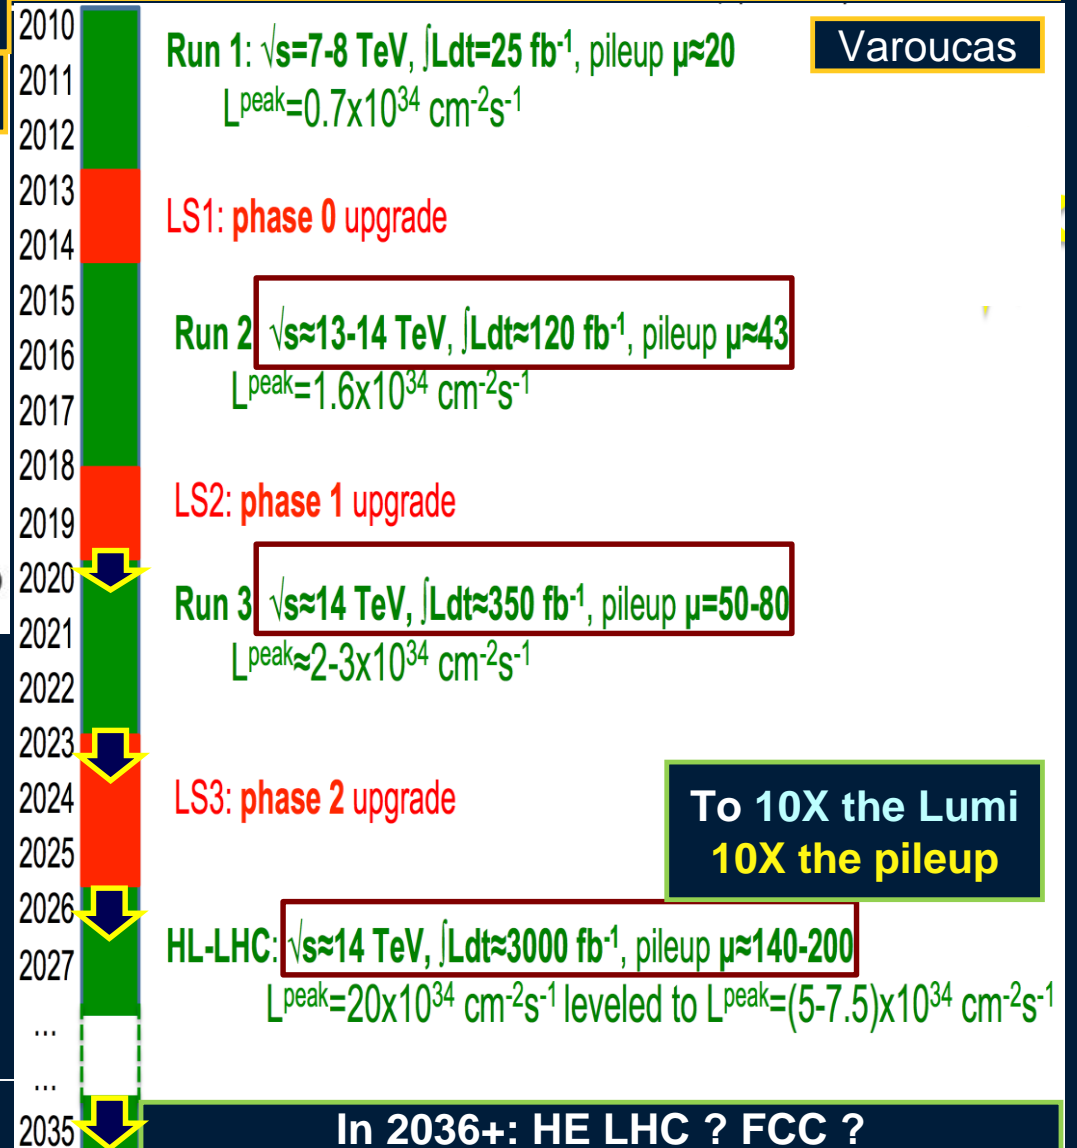 2010
Run 1: √s=7-8 TeV, ∫Ldt=25 fb⁻¹, pileup μ≈20
Varoucas
2011
Lᵖᵉᵃᵏ=0.7x10³⁴ cm⁻²s⁻¹
2012
2013
LS1: phase 0 upgrade
2014
2015
Run 2 √s≈13-14 TeV, ∫Ldt≈120 fb⁻¹, pileup μ≈43
2016
Lᵖᵉᵃᵏ=1.6x10³⁴ cm⁻²s⁻¹
2017
2018
LS2: phase 1 upgrade
2019
2020
Run 3 √s≈14 TeV, ∫Ldt≈350 fb⁻¹, pileup μ=50-80
2021
Lᵖᵉᵃᵏ≈2-3x10³⁴ cm⁻²s⁻¹
2022
2023
2024
LS3: phase 2 upgrade
To 10X the Lumi
10X the pileup
2025
2026
HL-LHC: √s≈14 TeV, ∫Ldt≈3000 fb⁻¹, pileup μ≈140-200
2027
Lᵖᵉᵃᵏ=20x10³⁴ cm⁻²s⁻¹ leveled to Lᵖᵉᵃᵏ=(5-7.5)x10³⁴ cm⁻²s⁻¹
...
...
2035
In 2036+: HE LHC ? FCC ?